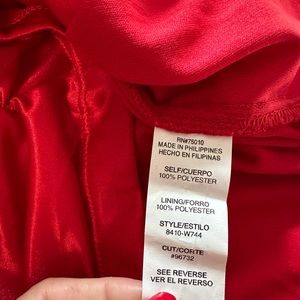 RN#75010
MADE IN PHILIPPINES
HECHO EN FILIPINAS
SELF/CUERPO
100% POLYESTER
LINING/FORRO
100% POLYESTER
STYLE/ESTILO
8410-W744
CUT/CORTE
#96732
SEE REVERSE
VER EL REVERSO